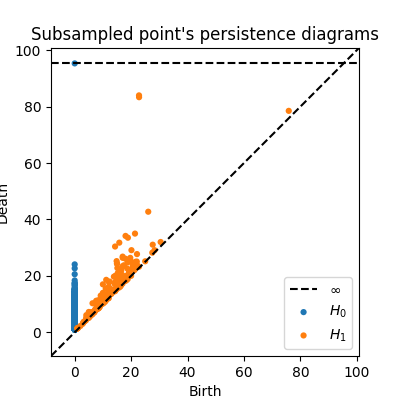 Subsampled point's persistence diagrams
100
80
60
40
20
0
Death
0 20 40 60 80 100
Birth
∞
H₀
H₁